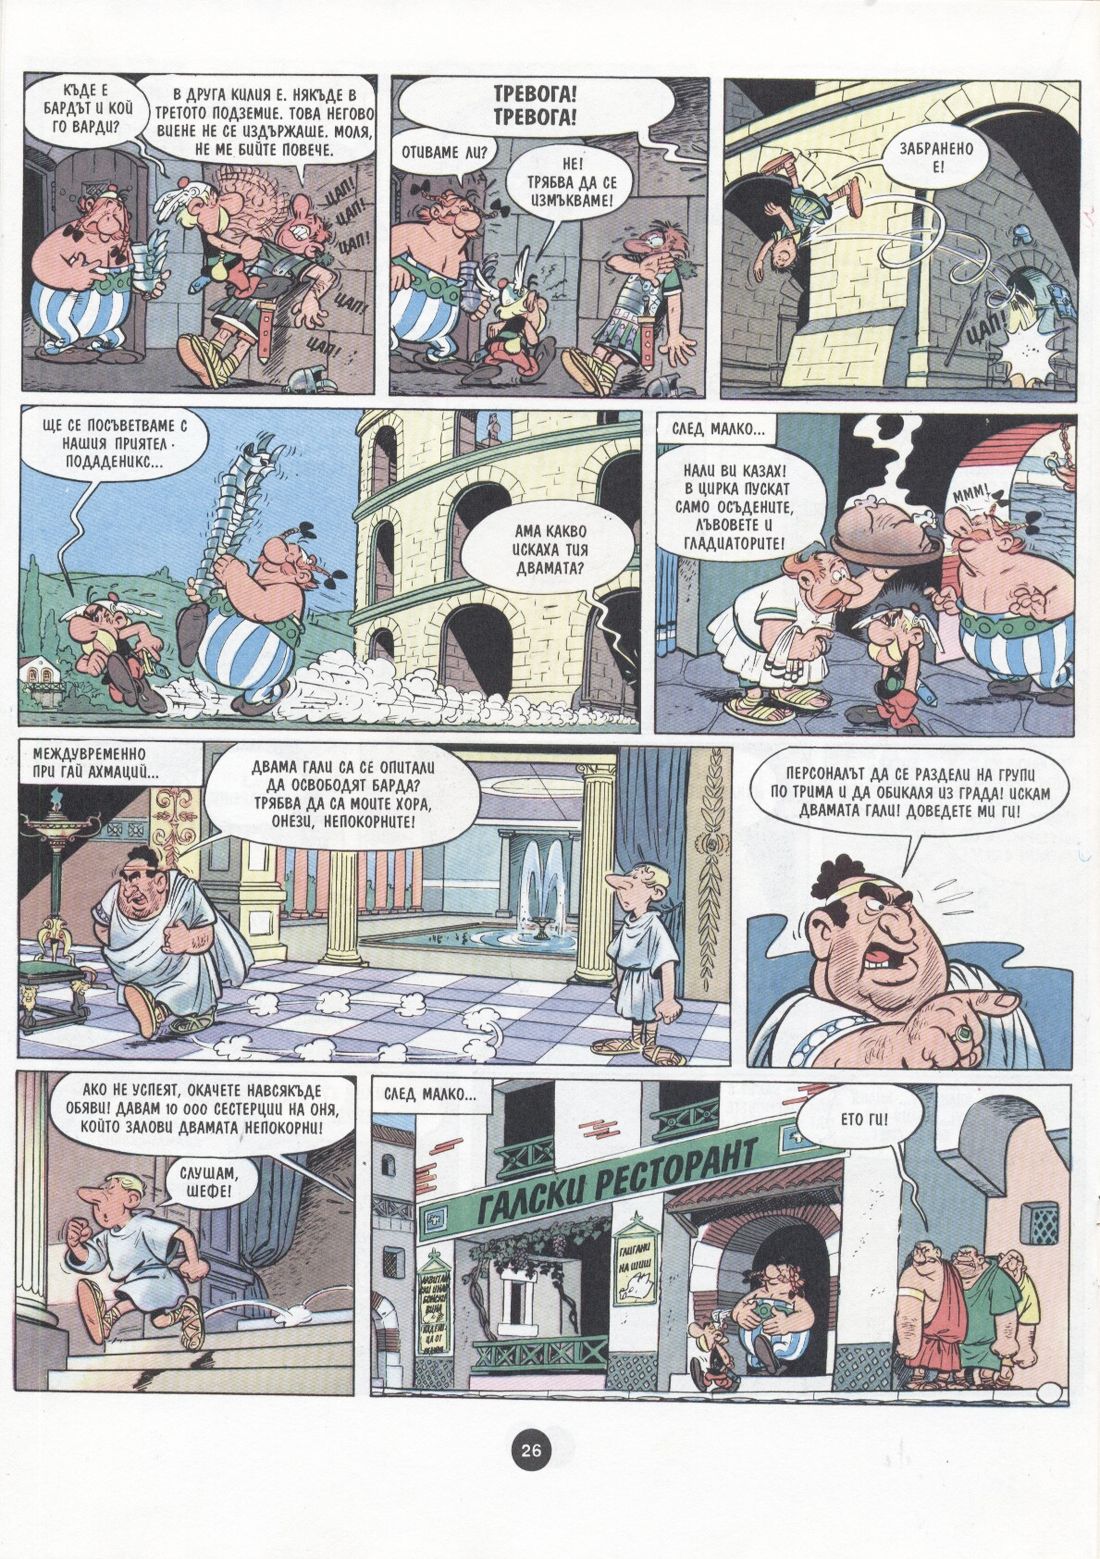 КЪДЕ Е
БАРДЪТ И КОЙ
ГО ВАРДИ?
В ДРУГА КИЛИЯ Е. НЯКЪДЕ В
ТРЕТОТО ПОДЗЕМИЕ. ТОВА НЕГОВО
ВИЕНЕ НЕ СЕ ИЗДЪРЖАШЕ. МОЛЯ,
НЕ МЕ БИЙТЕ ПОВЕЧЕ.
ЦАП!
ЦАП!
ЦАП!
ЦАП!
ЦАП!
ТРЕВОГА!
ТРЕВОГА!
ОТИВАМЕ ЛИ?
НЕ!
ТРЯБВА ДА СЕ
ИЗМЪКВАМЕ!
ЗАБРАНЕНО
Е!
ЦАП!
ЩЕ СЕ ПОСЪВЕТВАМЕ С
НАШИЯ ПРИЯТЕЛ -
ПОДАДЕНИКС...
АМА КАКВО
ИСКАХА ТИЯ
ДВАМАТА?
СЛЕД МАЛКО...
НАЛИ ВИ КАЗАХ!
В ЦИРКА ПУСКАТ
САМО ОСЪДЕНИТЕ,
ЛЪВОВЕТЕ И
ГЛАДИАТОРИТЕ!
МММ!
МЕЖДУВРЕМЕННО
ПРИ ГАЙ АХМАЦИЙ...
ДВАМА ГАЛИ СА СЕ ОПИТАЛИ
ДА ОСВОБОДЯТ БАРДА?
ТРЯБВА ДА СА МОИТЕ ХОРА,
ОНЕЗИ, НЕПОКОРНИТЕ!
ПЕРСОНАЛЪТ ДА СЕ РАЗДЕЛИ НА ГРУПИ
ПО ТРИМА И ДА ОБИКАЛЯ ИЗ ГРАДА! ИСКАМ
ДВАМАТА ГАЛИ! ДОВЕДЕТЕ МИ ГИ!
АКО НЕ УСПЕЯТ, ОКАЧЕТЕ НАВСЯКЪДЕ
ОБЯВИ! ДАВАМ 10 000 СЕСТЕРЦИИ НА ОНЯ,
КОЙТО ЗАЛОВИ ДВАМАТА НЕПОКОРНИ!
СЛУШАМ,
ШЕФЕ!
СЛЕД МАЛКО...
ЕТО ГИ!
ГАЛСКИ РЕСТОРАНТ
ГЛИГАНИ
НА ШИШ
ВИНА
26